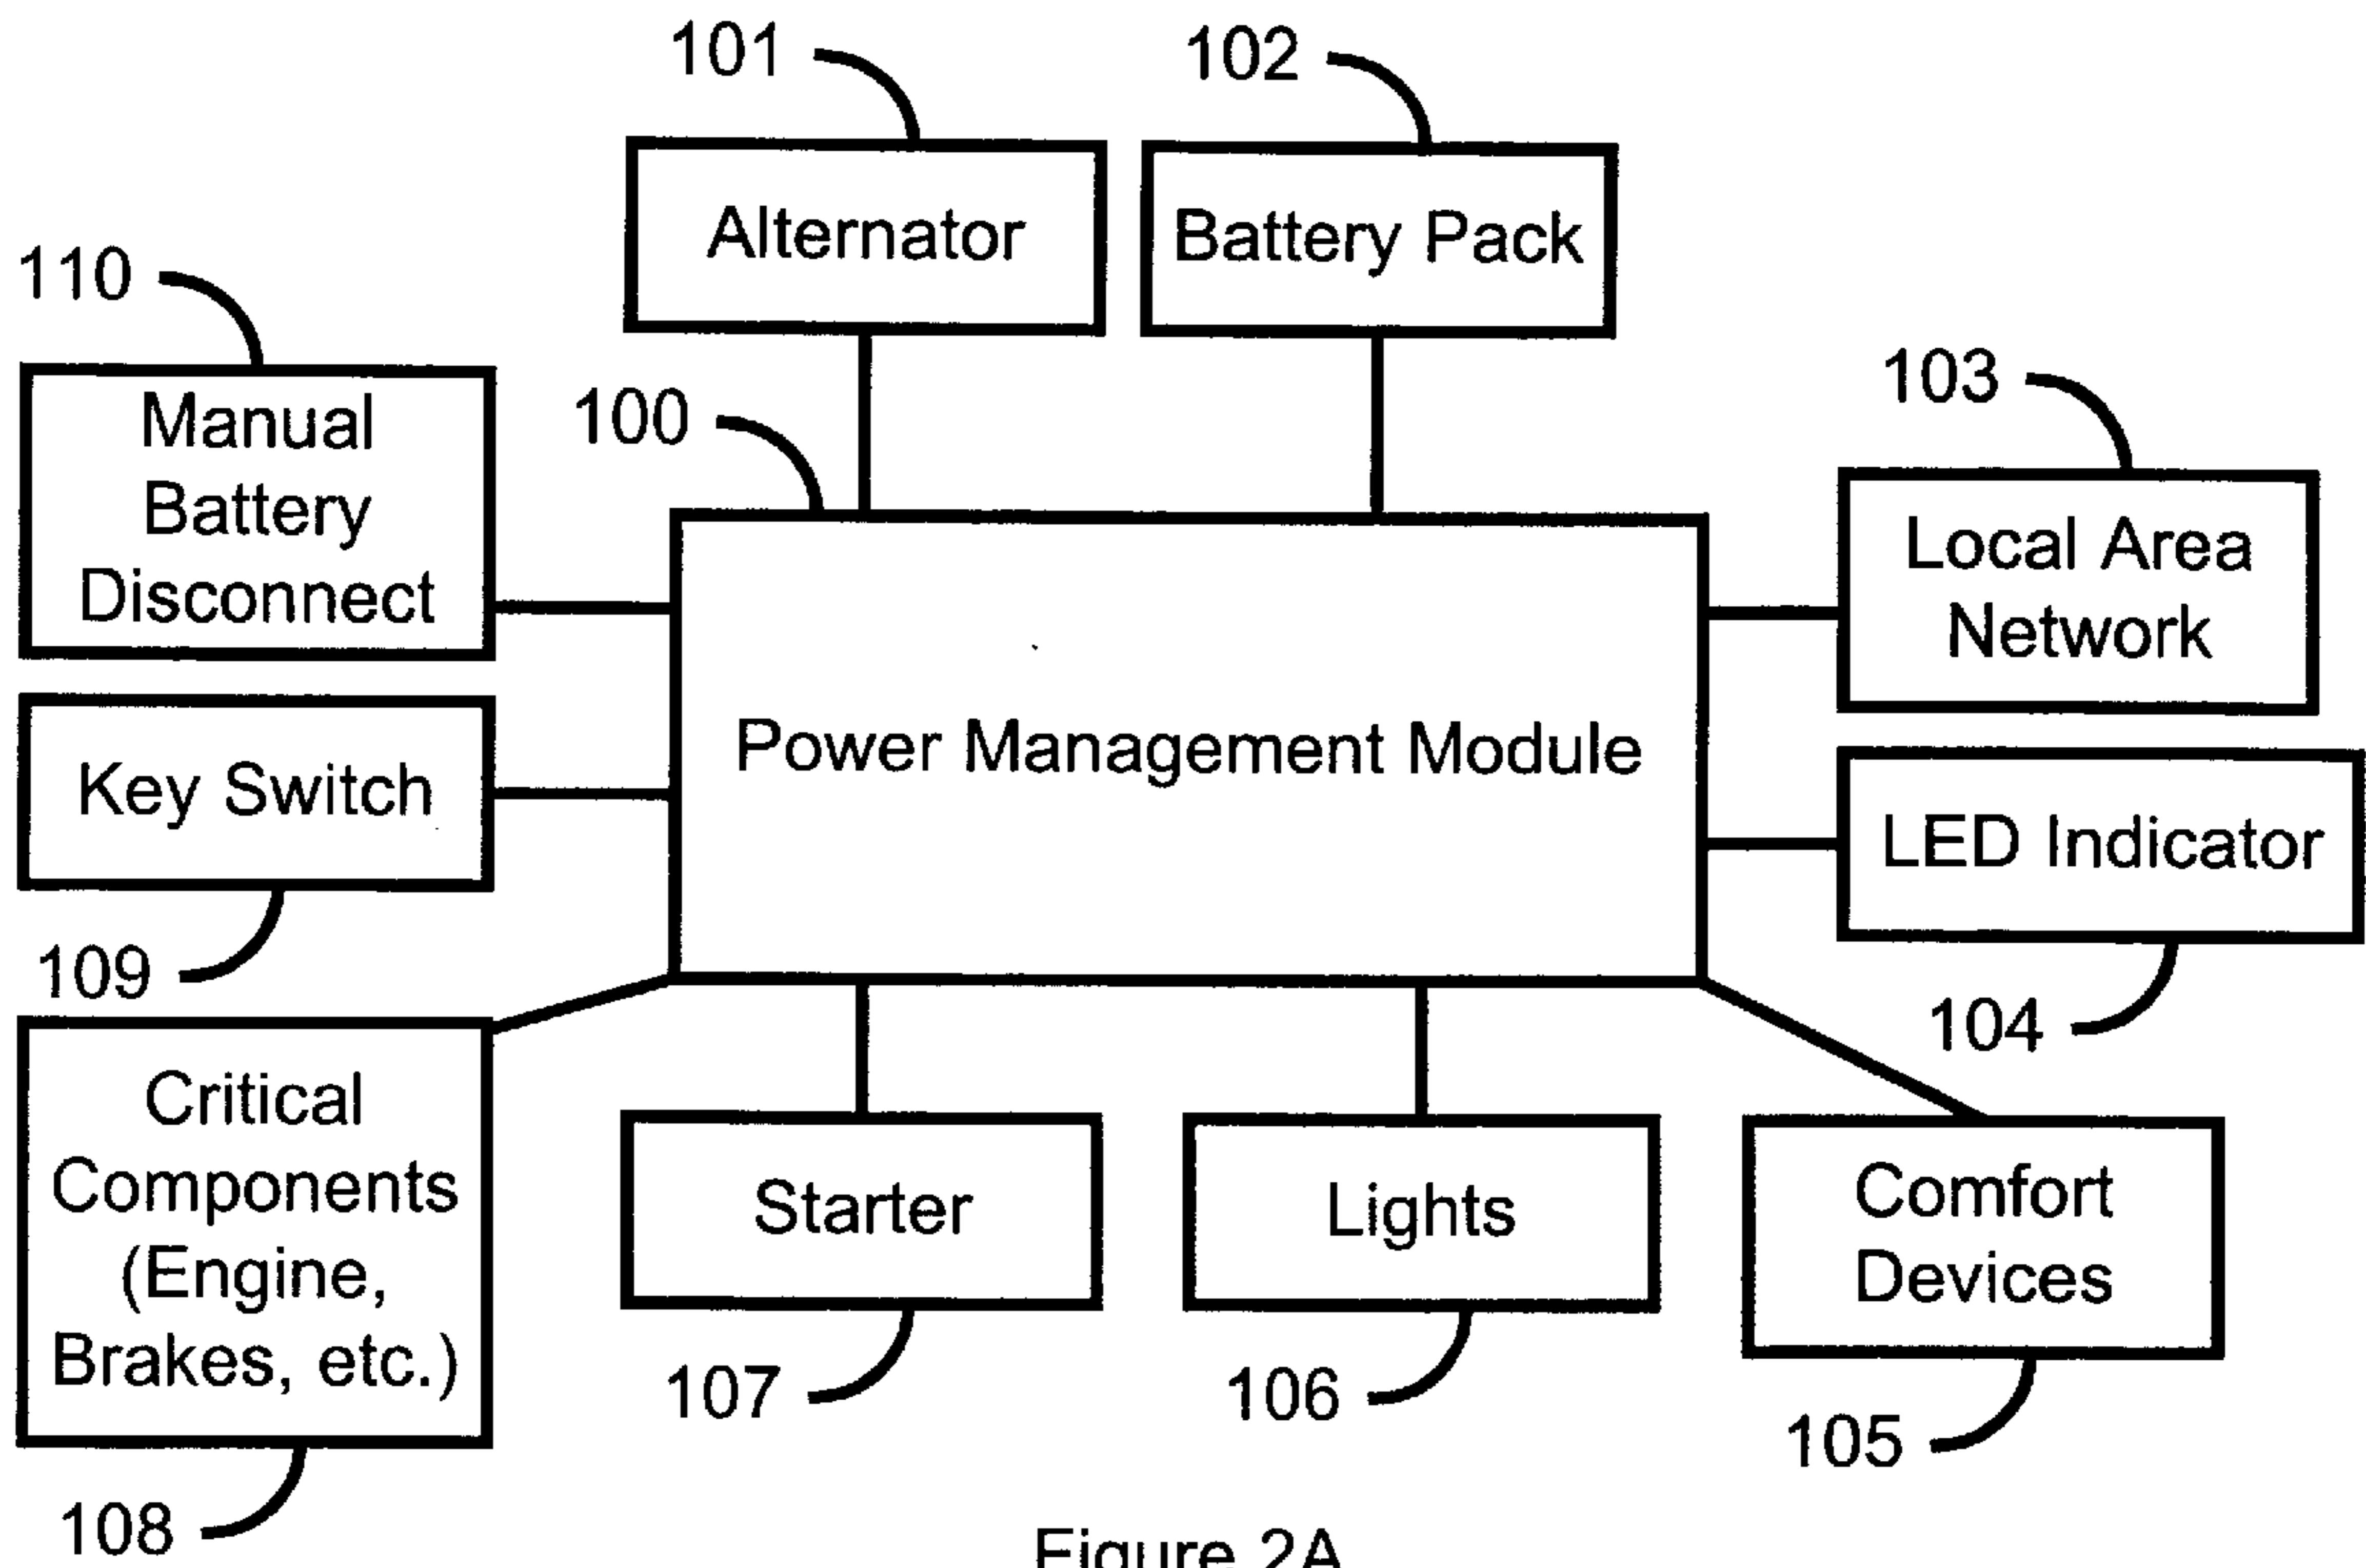 101
102
Alternator
Battery Pack
110
Manual
Battery
Disconnect
100
103
Local Area
Network
Power Management Module
Key Switch
LED Indicator
109
104
Critical
Components
(Engine,
Brakes, etc.)
Starter
Lights
Comfort
Devices
107
106
105
108
Figure 2A